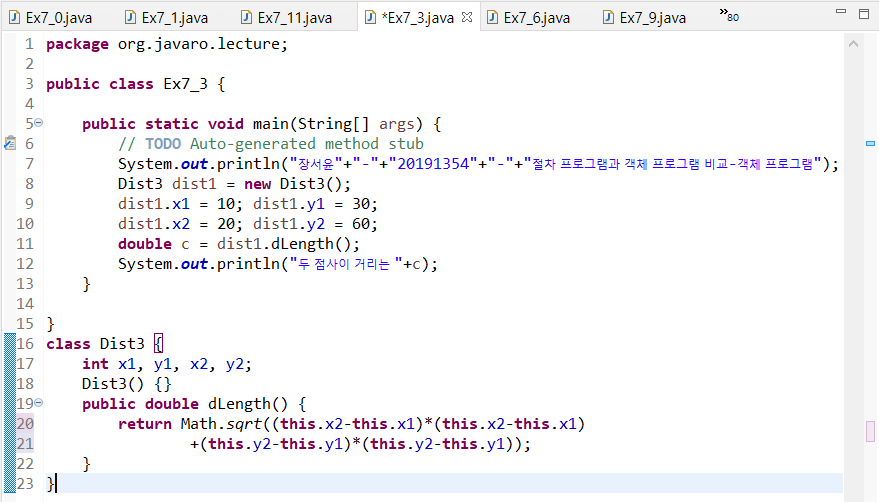 Ex7_0.java Ex7_1.java Ex7_11.java *Ex7_3.java Ex7_6.java Ex7_9.java »80
1 package org.javaro.lecture;
2
3 public class Ex7_3 {
4
5 public static void main(String[] args) {
6 // TODO Auto-generated method stub
7 System.out.println("장서윤"+"-"+"20191354"+"-"+"절차 프로그램과 객체 프로그램 비교-객체 프로그램");
8 Dist3 dist1 = new Dist3();
9 dist1.x1 = 10; dist1.y1 = 30;
10 dist1.x2 = 20; dist1.y2 = 60;
11 double c = dist1.dLength();
12 System.out.println("두 점사이 거리는 "+c);
13 }
14
15 }
16 class Dist3 {
17 int x1, y1, x2, y2;
18 Dist3() {}
19 public double dLength() {
20 return Math.sqrt((this.x2-this.x1)*(this.x2-this.x1)
21 +(this.y2-this.y1)*(this.y2-this.y1));
22 }
23 }